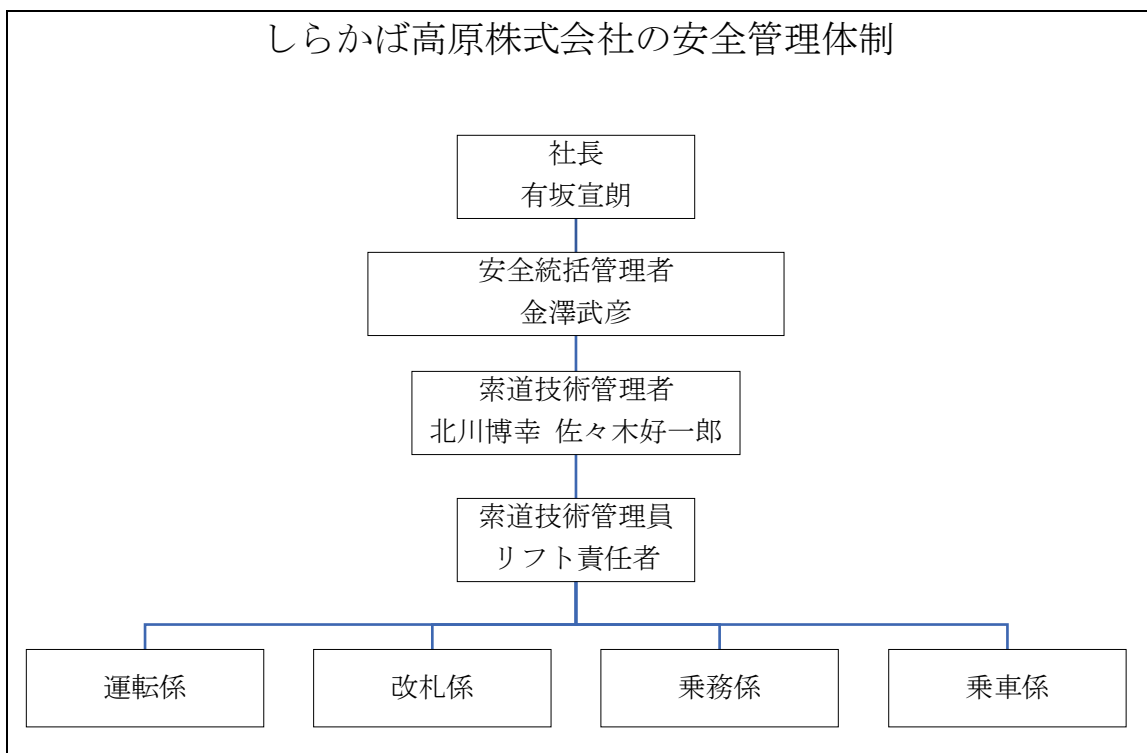 しらかば高原株式会社の安全管理体制
社長
有坂宣朗
安全統括管理者
金澤武彦
索道技術管理者
北川博幸 佐々木好一郎
索道技術管理員
リフト責任者
運転係
改札係
乗務係
乗車係